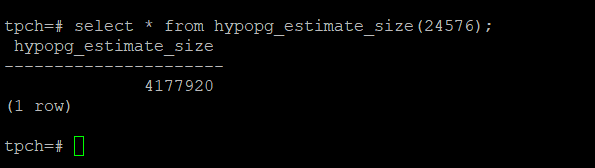 tpch=# select * from hypopg_estimate_size(24576);
 hypopg_estimate_size
----------------------
              4177920
(1 row)

tpch=#